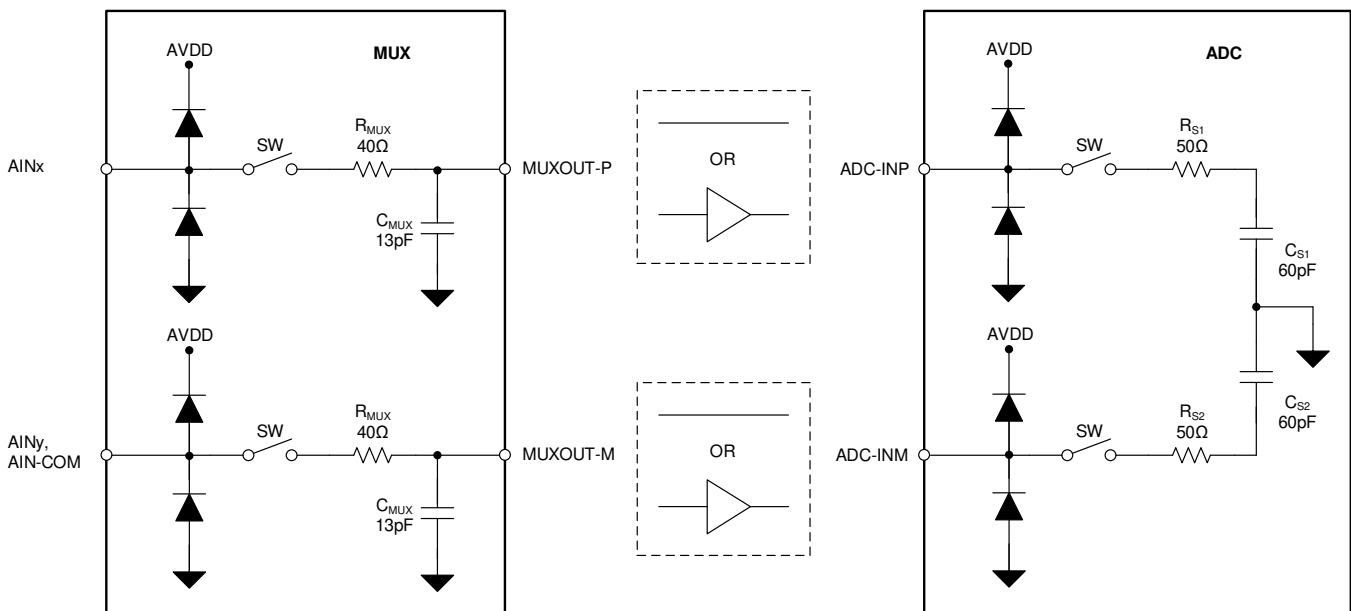 MUX
AVDD
AINx
SW
RMUX
40Ω
MUXOUT-P
CMUX
13pF
AVDD
AINy,
AIN-COM
SW
RMUX
40Ω
MUXOUT-M
CMUX
13pF
OR
OR
ADC
AVDD
ADC-INP
SW
RS1
50Ω
CS1
60pF
AVDD
ADC-INM
SW
RS2
50Ω
CS2
60pF